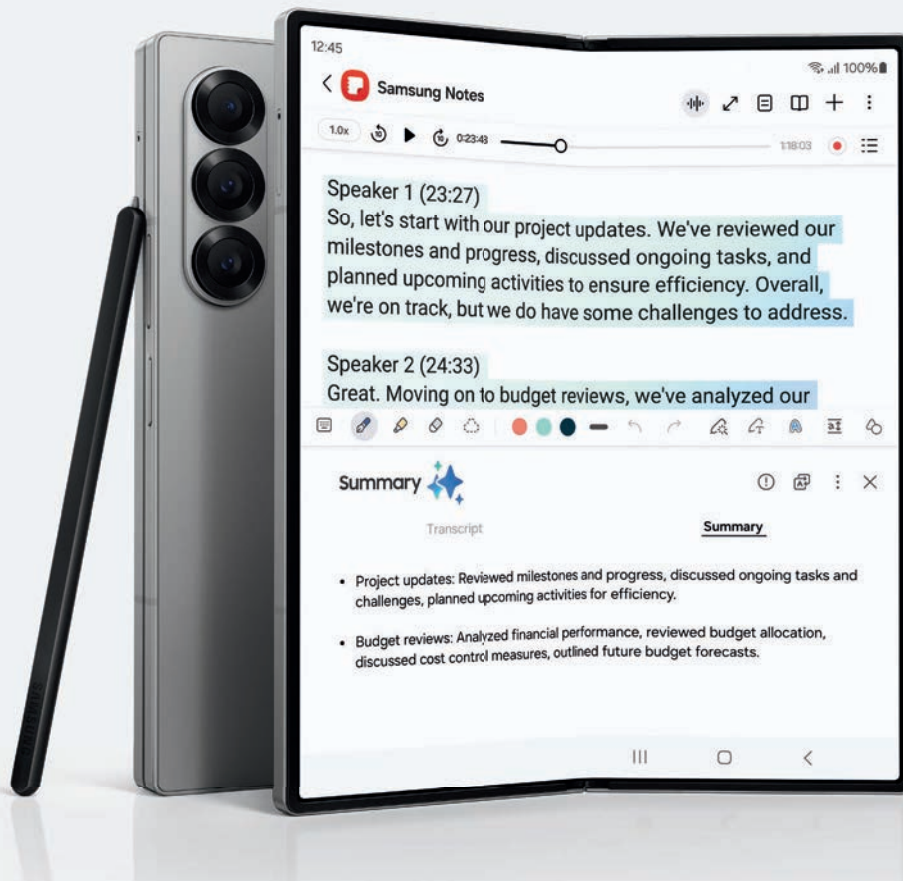 12:45
100%
Samsung Notes
1.0x
10
10
0:23:43
1:18:03
Speaker 1 (23:27)
So, let's start with our project updates. We've reviewed our
milestones and progress, discussed ongoing tasks, and
planned upcoming activities to ensure efficiency. Overall,
we're on track, but we do have some challenges to address.
Speaker 2 (24:33)
Great. Moving on to budget reviews, we've analyzed our
Summary
Transcript
Summary
• Project updates: Reviewed milestones and progress, discussed ongoing tasks and
challenges, planned upcoming activities for efficiency.
• Budget reviews: Analyzed financial performance, reviewed budget allocation,
discussed cost control measures, outlined future budget forecasts.
SAMSUNG